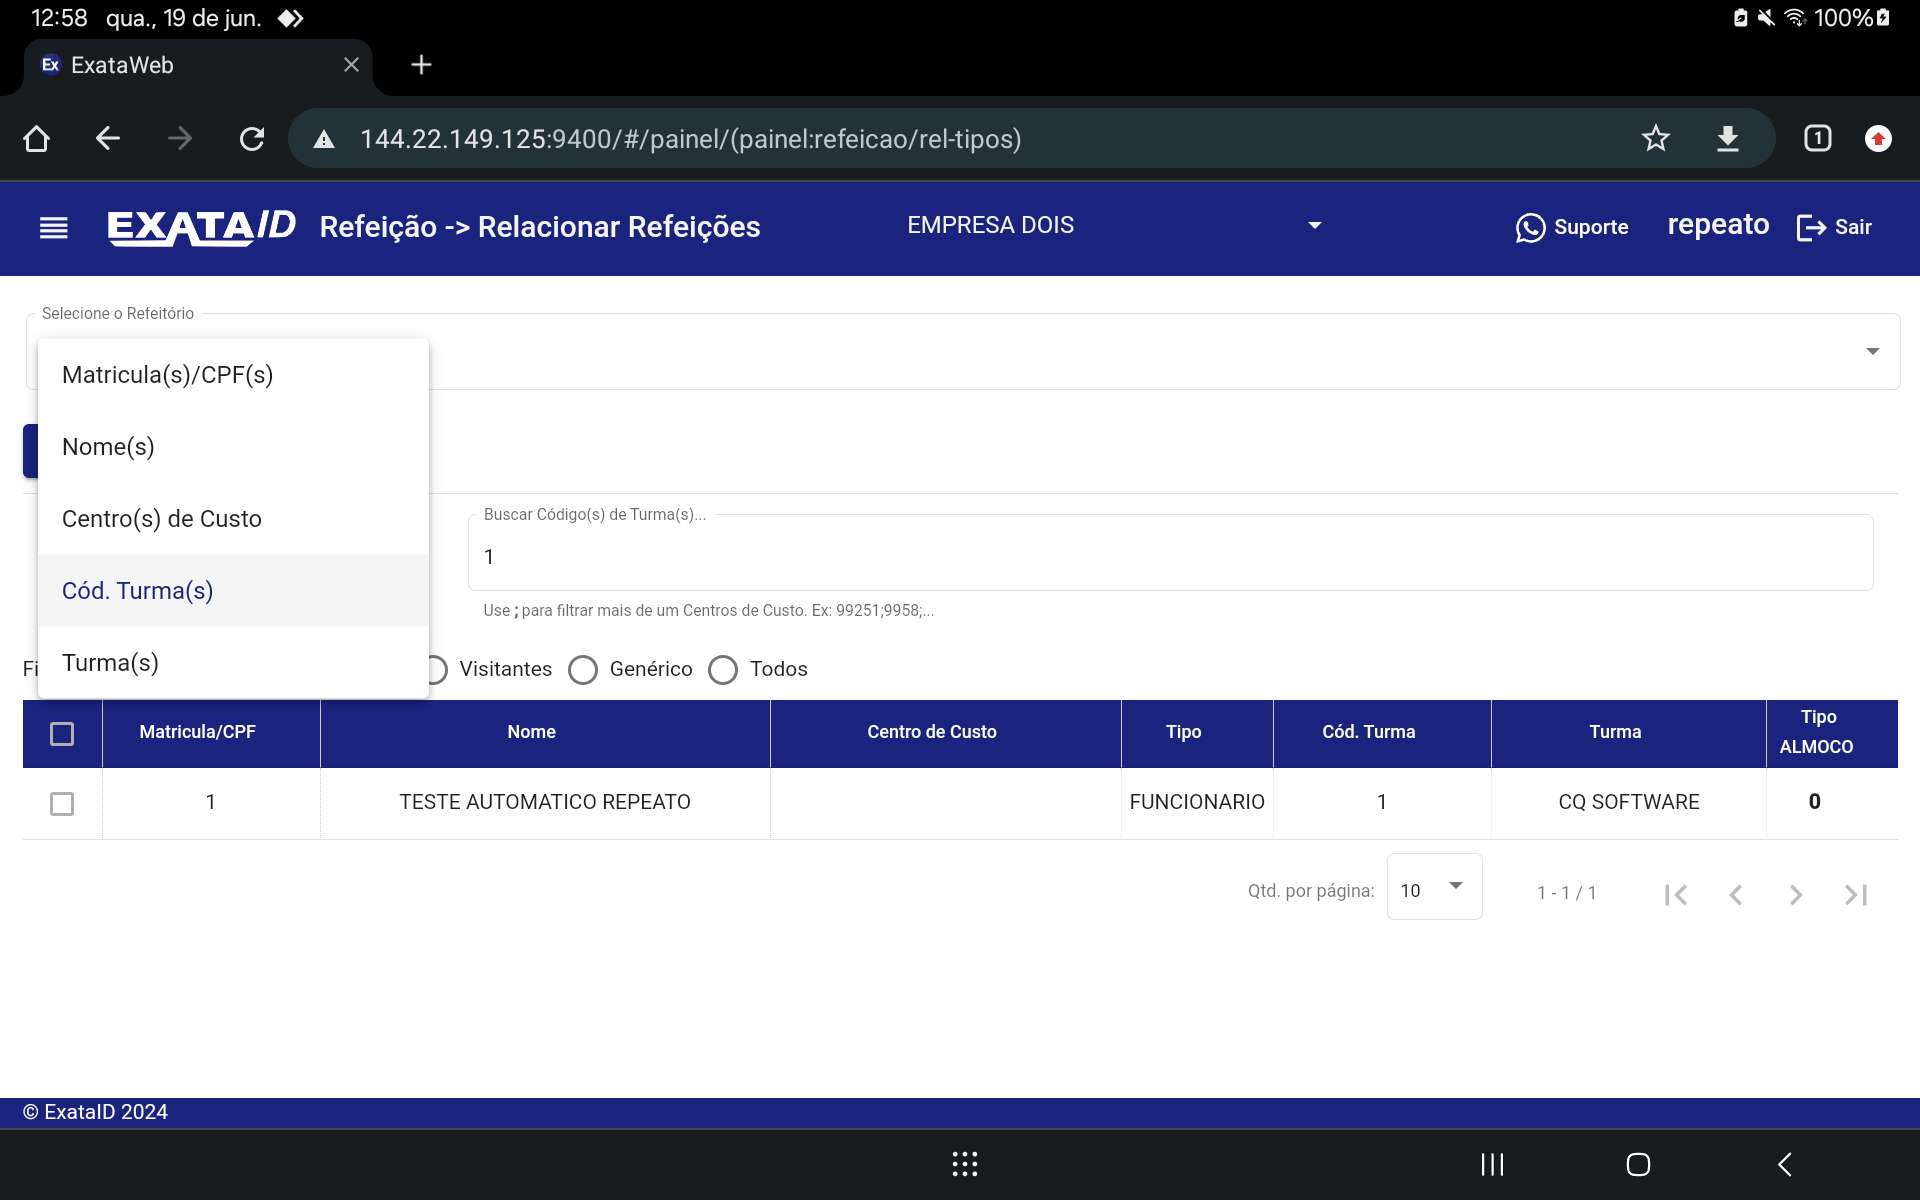 12:58 qua., 19 de jun. 100%
Ex ExataWeb
144.22.149.125:9400/#/painel/(painel:refeicao/rel-tipos) 1
EXATAID Refeição -> Relacionar Refeições EMPRESA DOIS Suporte repeato Sair
Selecione o Refeitório
Matricula(s)/CPF(s)
Nome(s)
Centro(s) de Custo
Buscar Código(s) de Turma(s)...
1
Cód. Turma(s)
Use ; para filtrar mais de um Centros de Custo. Ex: 99251;9958;...
Turma(s)
Fi Visitantes Genérico Todos
Matricula/CPF Nome Centro de Custo Tipo Cód. Turma Turma Tipo ALMOCO
1 TESTE AUTOMATICO REPEATO FUNCIONARIO 1 CQ SOFTWARE 0
Qtd. por página: 10 1 - 1 / 1
© ExataID 2024